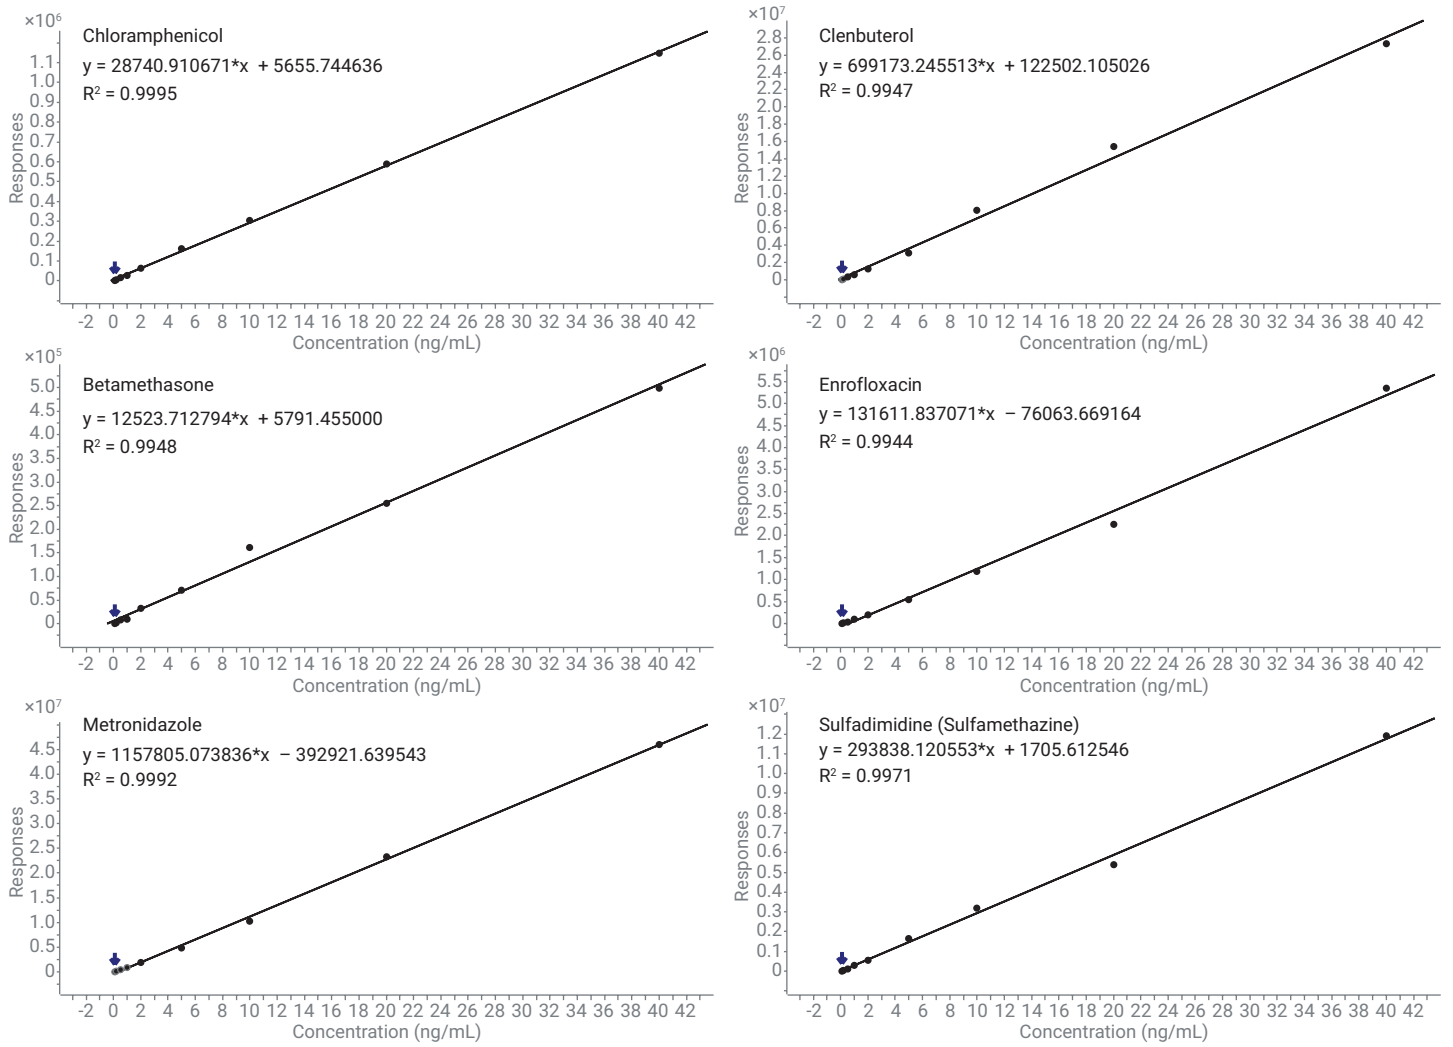 ×10⁶
Chloramphenicol
y = 28740.910671*x + 5655.744636
R² = 0.9995
1.1
1.0
0.9
0.8
0.7
0.6
0.5
0.4
0.3
0.2
0.1
0
Responses
-2 0 2 4 6 8 10 12 14 16 18 20 22 24 26 28 30 32 34 36 38 40 42
Concentration (ng/mL)
×10⁷
Clenbuterol
y = 699173.245513*x + 122502.105026
R² = 0.9947
2.8
2.6
2.4
2.2
2.0
1.8
1.6
1.4
1.2
1.0
0.8
0.6
0.4
0.2
0
Responses
-2 0 2 4 6 8 10 12 14 16 18 20 22 24 26 28 30 32 34 36 38 40 42
Concentration (ng/mL)
×10⁵
Betamethasone
y = 12523.712794*x + 5791.455000
R² = 0.9948
5.0
4.5
4.0
3.5
3.0
2.5
2.0
1.5
1.0
0.5
0
Responses
-2 0 2 4 6 8 10 12 14 16 18 20 22 24 26 28 30 32 34 36 38 40 42
Concentration (ng/mL)
×10⁶
Enrofloxacin
y = 131611.837071*x − 76063.669164
R² = 0.9944
5.5
5.0
4.5
4.0
3.5
3.0
2.5
2.0
1.5
1.0
0.5
0
Responses
-2 0 2 4 6 8 10 12 14 16 18 20 22 24 26 28 30 32 34 36 38 40 42
Concentration (ng/mL)
×10⁷
Metronidazole
y = 1157805.073836*x − 392921.639543
R² = 0.9992
4.5
4.0
3.5
3.0
2.5
2.0
1.5
1.0
0.5
0
Responses
-2 0 2 4 6 8 10 12 14 16 18 20 22 24 26 28 30 32 34 36 38 40 42
Concentration (ng/mL)
×10⁷
Sulfadimidine (Sulfamethazine)
y = 293838.120553*x + 1705.612546
R² = 0.9971
1.2
1.1
1.0
0.9
0.8
0.7
0.6
0.5
0.4
0.3
0.2
0.1
0
Responses
-2 0 2 4 6 8 10 12 14 16 18 20 22 24 26 28 30 32 34 36 38 40 42
Concentration (ng/mL)